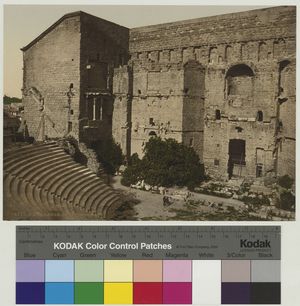 KODAK Color Control Patches
Kodak
Blue Cyan Green Yellow Red Magenta White 3/Color Black